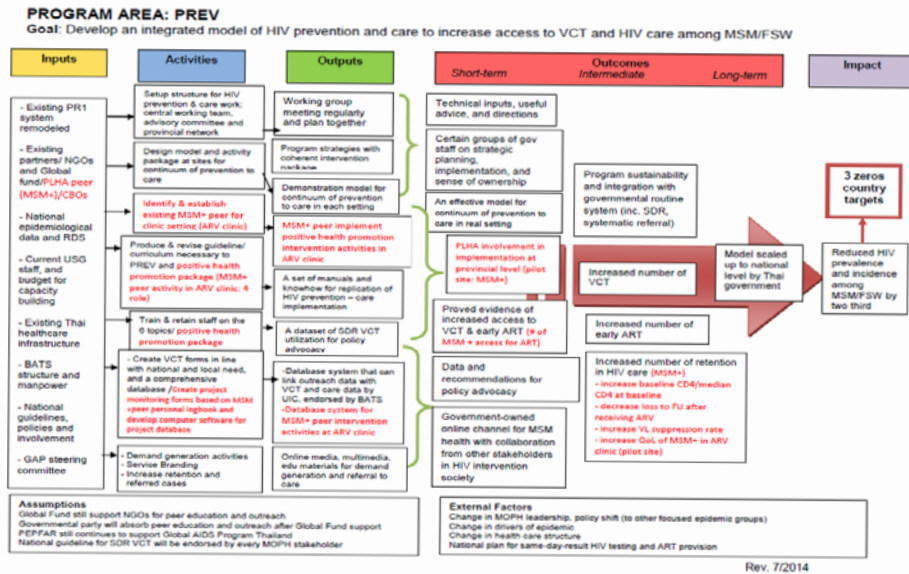 PROGRAM AREA: PREV
Goal: Develop an integrated model of HIV prevention and care to increase access to VCT and HIV care among MSM/FSW
Inputs
Activities
Outputs
Outcomes
Short-term
Intermediate
Long-term
Impact
- Existing PR1
system
remodeled
- Existing
partners/ NGOs
and Global
fund/PLHA peer
(MSM+)/CBOs
- National
epidemiological
data and RDS
- Current USG
staff, and
budget for
capacity
building
- Existing Thai
healthcare
infrastructure
- BATS
structure and
manpower
- National
guidelines,
policies and
involvement
- GAP steering
committee
Setup structure for HIV
prevention & care work:
central working team,
advisory committee and
provincial network
Design model and activity
package at sites for
continuum of prevention to
care
Identify & establish
existing MSM+ peer for
clinic setting (ARV clinic)
Produce & revise guideline/
curriculum necessary to
PREV and positive health
promotion package (MSM+
peer activity in ARV clinic: 4
role)
Train & retain staff on the
6 topics/ positive health
promotion package
- Create VCT forms in line
with national and local need,
and a comprehensive
database /Create project
monitoring forms based on MSM
+peer personal logbook and
develop computer software for
project database
- Demand generation activities
- Service Branding
- Increase retention and
referred cases
Working group
meeting regularly
and plan together
Program strategies with
coherent intervention
package
Demonstration model for
continuum of prevention to
care in each setting
MSM+ peer implement
positive health promotion
intervention activities in
ARV clinic
A set of manuals and
knowhow for replication of
HIV prevention – care
implementation
A dataset of SDR VCT
utilization for policy
advocacy
-Database system that can
link outreach data with
VCT and care data by
UIC, endorsed by BATS
-Database system for
MSM+ peer intervention
activities at ARV clinic
Online media, multimedia,
edu materials for demand
generation and referral to
care
Technical inputs, useful
advice, and directions
Certain groups of gov
staff on strategic
planning,
implementation, and
sense of ownership
An effective model for
continuum of prevention to
care in real setting
PLHA involvement in
implementation at
provincial level (pilot
site: MSM+)
Proved evidence of
increased access to
VCT & early ART (# of
MSM + access for ART)
Data and
recommendations for
policy advocacy
Government-owned
online channel for MSM
health with collaboration
from other stakeholders
in HIV intervention
society
Program sustainability
and integration with
governmental routine
system (inc. SDR,
systematic referral)
Increased number of
VCT
Increased number of
early ART
Increased number of retention
in HIV care (MSM+)
- increase baseline CD4/median
CD4 at baseline
- decrease loss to FU after
receiving ARV
- increase VL suppression rate
- increase QoL of MSM+ in ARV
clinic (pilot site)
Model scaled
up to national
level by Thai
government
3 zeros
country
targets
Reduced HIV
prevalence and
incidence
among
MSM/FSW by
two third
Assumptions
Global Fund still support NGOs for peer education and outreach
Governmental party will absorb peer education and outreach after Global Fund support
PEPFAR still continues to support Global AIDS Program Thailand
National guideline for SDR VCT will be endorsed by every MOPH stakeholder
External Factors
Change in MOPH leadership, policy shift (to other focused epidemic groups)
Change in drivers of epidemic
Change in health care structure
National plan for same-day-result HIV testing and ART provision
Rev. 7/2014